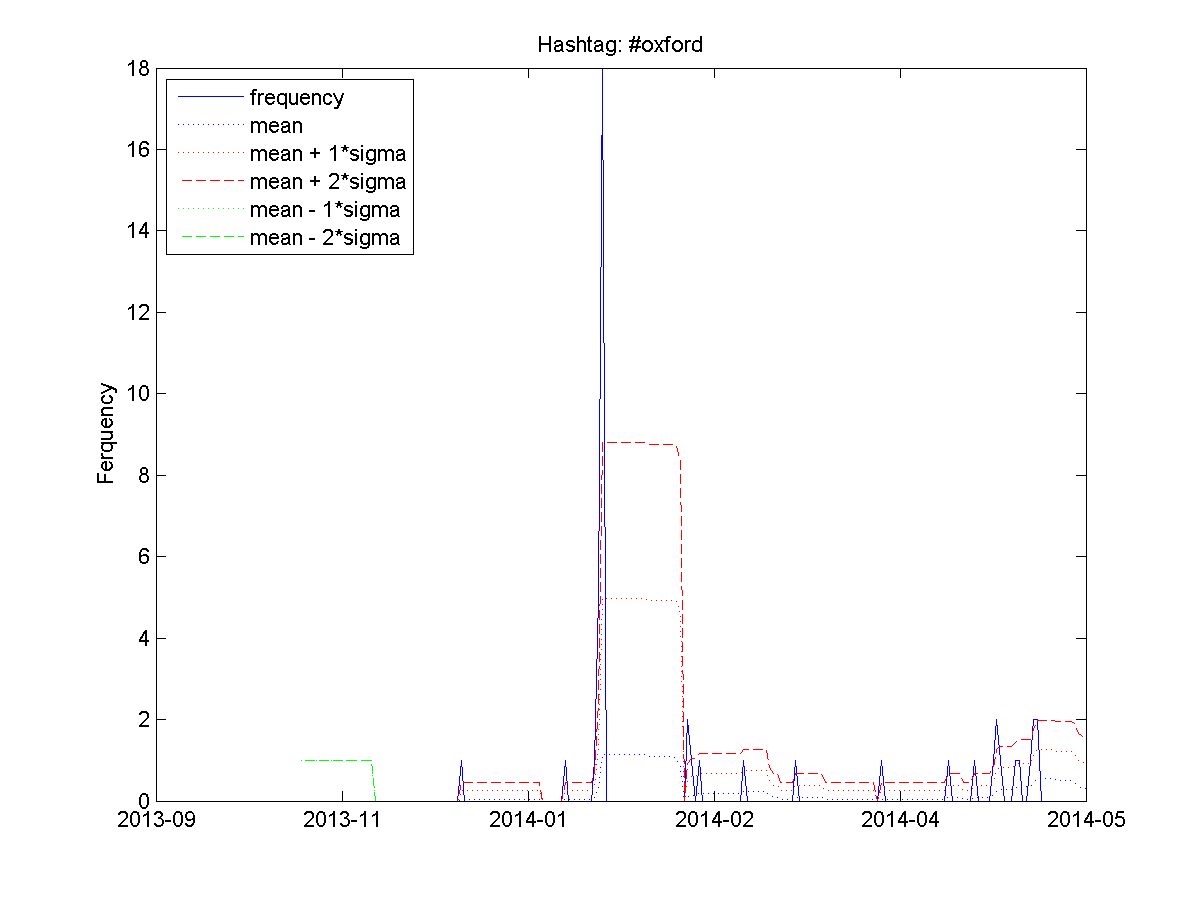 Hashtag: #oxford
18
16
14
12
10
8
6
4
2
0
Ferquency
frequency
mean
mean + 1*sigma
mean + 2*sigma
mean - 1*sigma
mean - 2*sigma
2013-09
2013-11
2014-01
2014-02
2014-04
2014-05